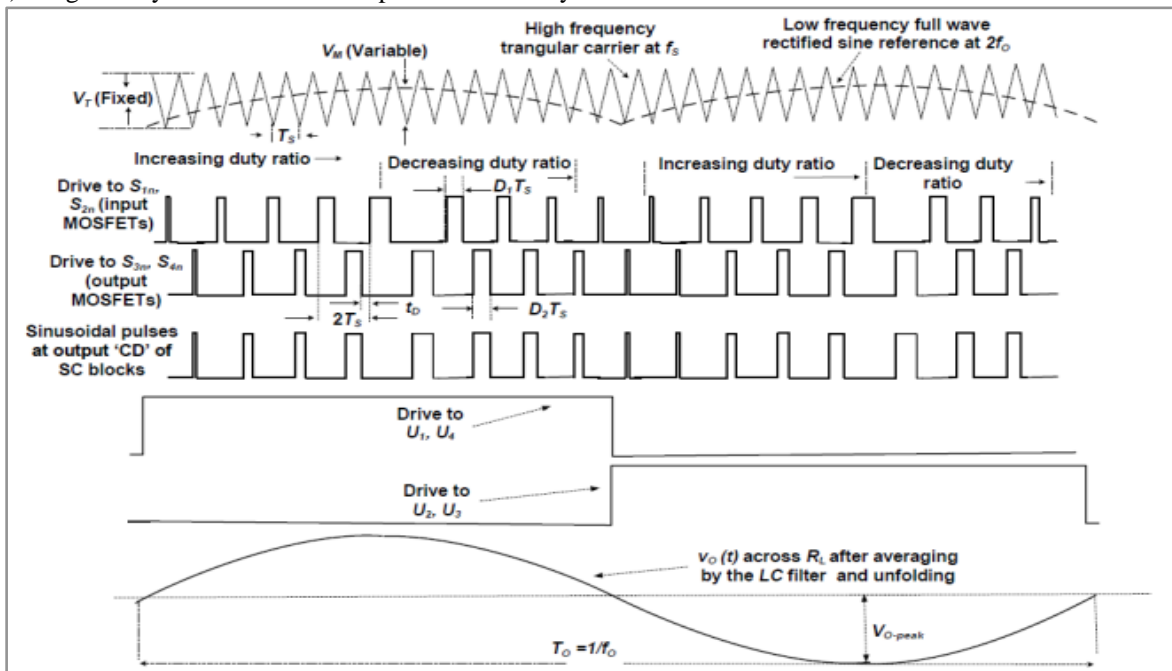 High frequency
trangular carrier at fS
Low frequency full wave
rectified sine reference at 2fO
VM (Variable)
VT (Fixed)
TS
Increasing duty ratio
Decreasing duty ratio
Increasing duty ratio
Decreasing duty
ratio
Drive to S1n,
S2n (input
MOSFETs)
D1TS
Drive to S3n, S4n
(output
MOSFETs)
2TS
tD
D2TS
Sinusoidal pulses
at output 'CD' of
SC blocks
Drive to
U1, U4
Drive to
U2, U3
vO (t) across RL after averaging
by the LC filter and unfolding
VO-peak
TO =1/fO